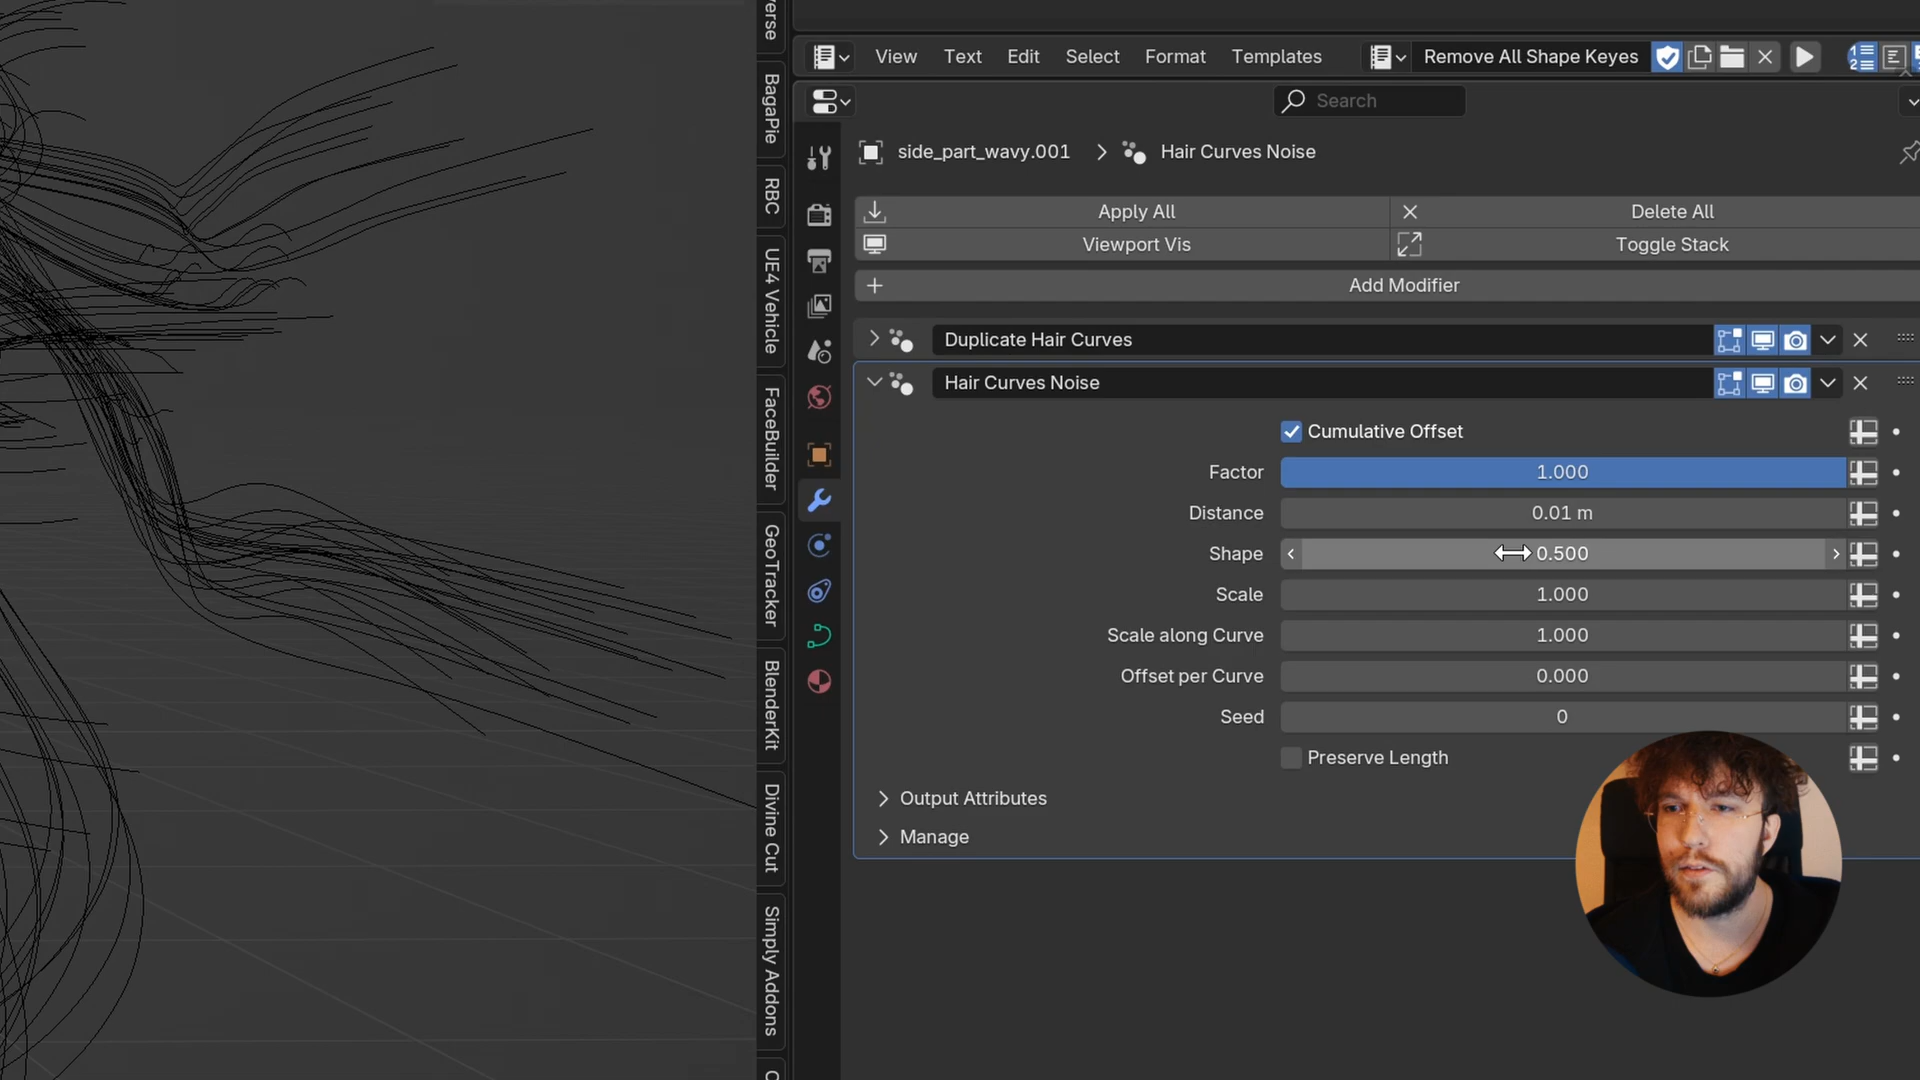 View Text Edit Select Format Templates Remove All Shape Keyes
Search
side_part_wavy.001 Hair Curves Noise
Apply All Delete All
Viewport Vis Toggle Stack
Add Modifier
Duplicate Hair Curves
Hair Curves Noise
Cumulative Offset
Factor 1.000
Distance 0.01 m
Shape 0.500
Scale 1.000
Scale along Curve 1.000
Offset per Curve 0.000
Seed 0
Preserve Length
Output Attributes
Manage
BagaPie
RBC
UE4 Vehicle
FaceBuilder
GeoTracker
BlenderKit
Divine Cut
Simply Addons